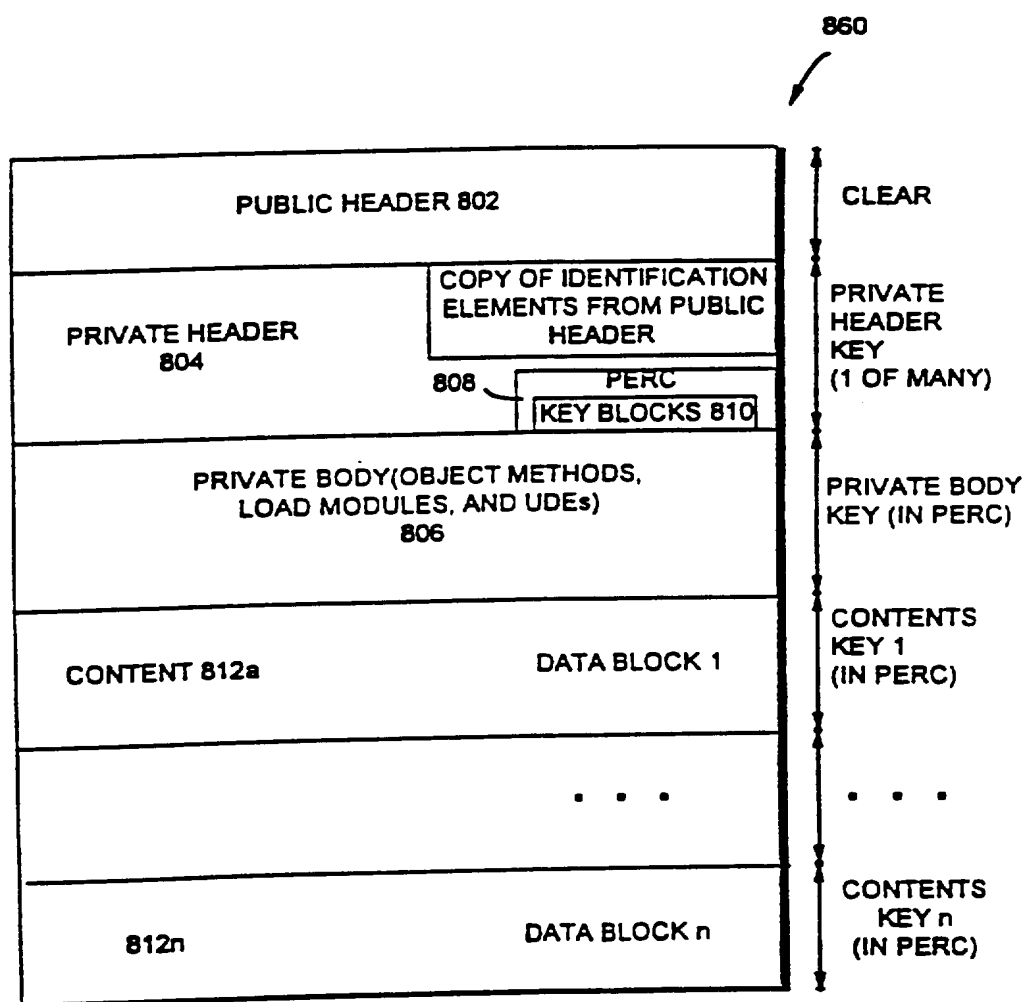 860
PUBLIC HEADER 802
CLEAR
COPY OF IDENTIFICATION
ELEMENTS FROM PUBLIC
HEADER
PRIVATE HEADER
804
808
PERC
KEY BLOCKS 810
PRIVATE
HEADER
KEY
(1 OF MANY)
PRIVATE BODY(OBJECT METHODS,
LOAD MODULES, AND UDEs)
806
PRIVATE BODY
KEY (IN PERC)
CONTENT 812a
DATA BLOCK 1
CONTENTS
KEY 1
(IN PERC)
. . .
. . .
812n
DATA BLOCK n
CONTENTS
KEY n
(IN PERC)